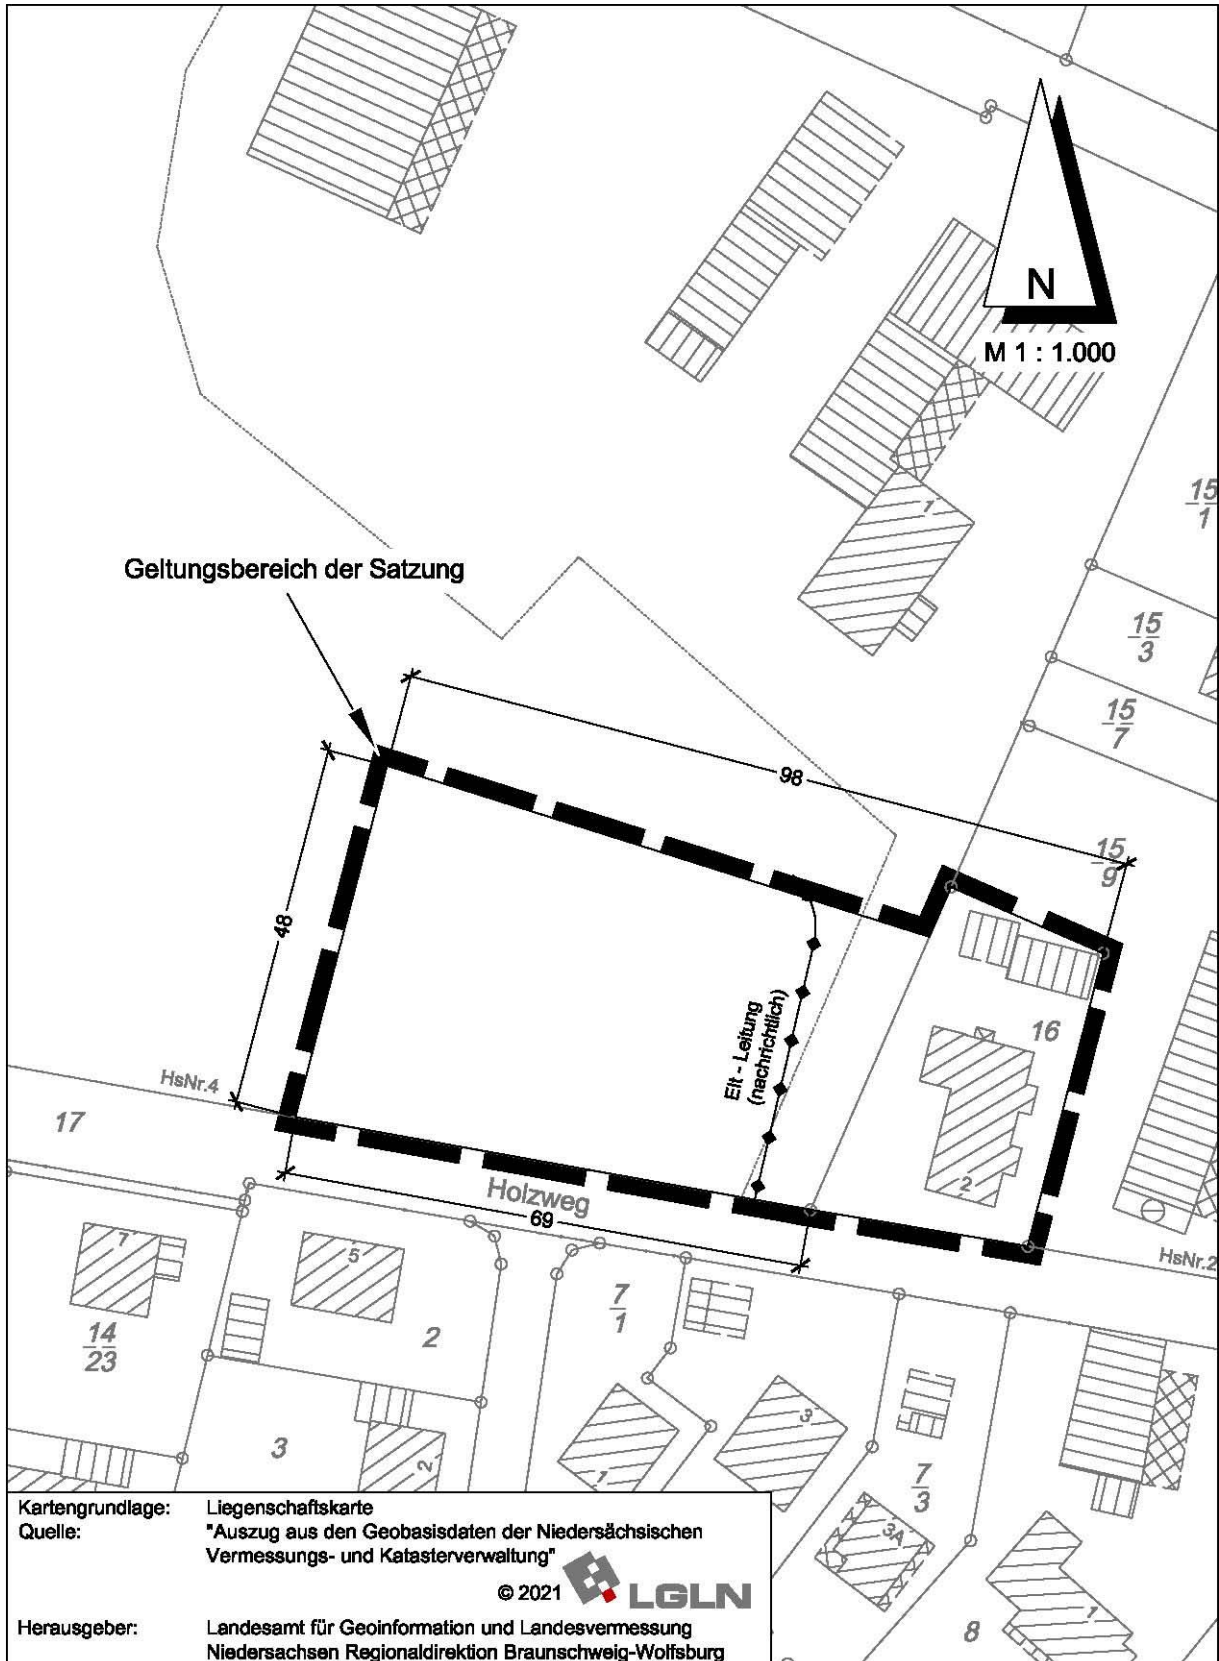 N
M 1 : 1.000
15
1
1
Geltungsbereich der Satzung
15
3
15
7
98
15
9
48
Elt - Leitung
(nachrichtlich)
16
HsNr.4
17
2
Holzweg
69
HsNr.2
7
5
7
1
14
23
2
3
3
2
1
7
3
3A
1
8
Kartengrundlage: Liegenschaftskarte
Quelle: "Auszug aus den Geobasisdaten der Niedersächsischen
Vermessungs- und Katasterverwaltung"
© 2021 LGLN
Herausgeber: Landesamt für Geoinformation und Landesvermessung
Niedersachsen Regionaldirektion Braunschweig-Wolfsburg